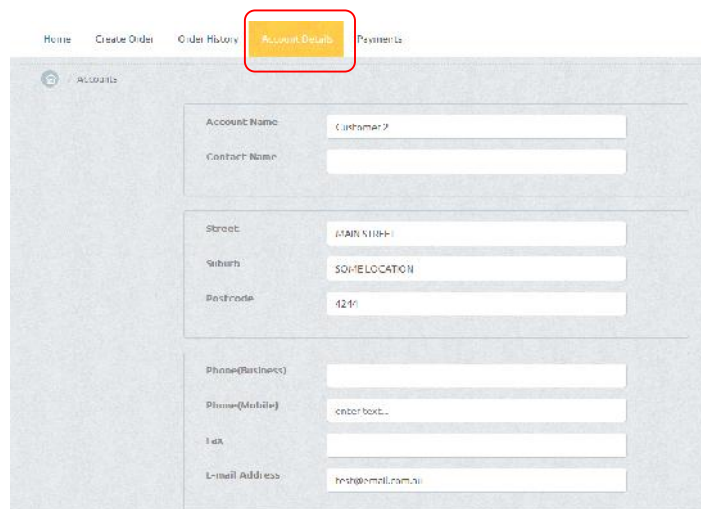 Home Create Order Order History Account Details Payments
/ Accounts
Account Name Customer 2
Contact Name
Street MAIN STREET
Suburb SOME LOCATION
Postcode 4244
Phone(Business)
Phone(Mobile) enter text...
Fax
E-mail Address test@email.com.au